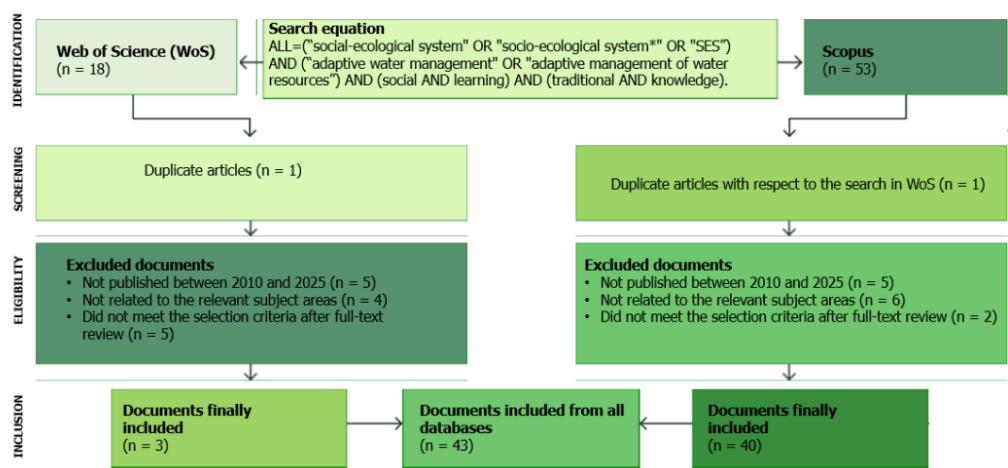 IDENTIFICATION
Web of Science (WoS)
(n = 18)
Search equation
ALL=(“social-ecological system" OR "socio-ecological system*" OR "SES”)
AND (“adaptive water management" OR "adaptive management of water
resources”) AND (social AND learning) AND (traditional AND knowledge).
Scopus
(n = 53)
SCREENING
Duplicate articles (n = 1)
Duplicate articles with respect to the search in WoS (n = 1)
ELIGIBILITY
Excluded documents
• Not published between 2010 and 2025 (n = 5)
• Not related to the relevant subject areas (n = 4)
• Did not meet the selection criteria after full-text
review (n = 5)
Excluded documents
• Not published between 2010 and 2025 (n = 5)
• Not related to the relevant subject areas (n = 6)
• Did not meet the selection criteria after full-text review (n = 2)
INCLUSION
Documents finally
included
(n = 3)
Documents included from all
databases
(n = 43)
Documents finally
included
(n = 40)